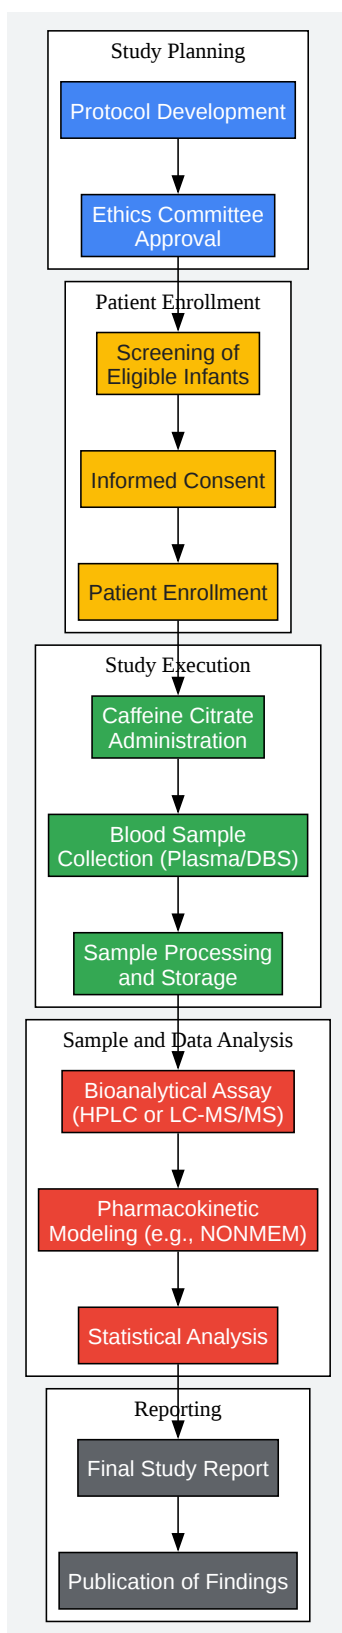 Study Planning
Protocol Development
Ethics Committee
Approval
Patient Enrollment
Screening of
Eligible Infants
Informed Consent
Patient Enrollment
Study Execution
Caffeine Citrate
Administration
Blood Sample
Collection (Plasma/DBS)
Sample Processing
and Storage
Sample and Data Analysis
Bioanalytical Assay
(HPLC or LC-MS/MS)
Pharmacokinetic
Modeling (e.g., NONMEM)
Statistical Analysis
Reporting
Final Study Report
Publication of Findings